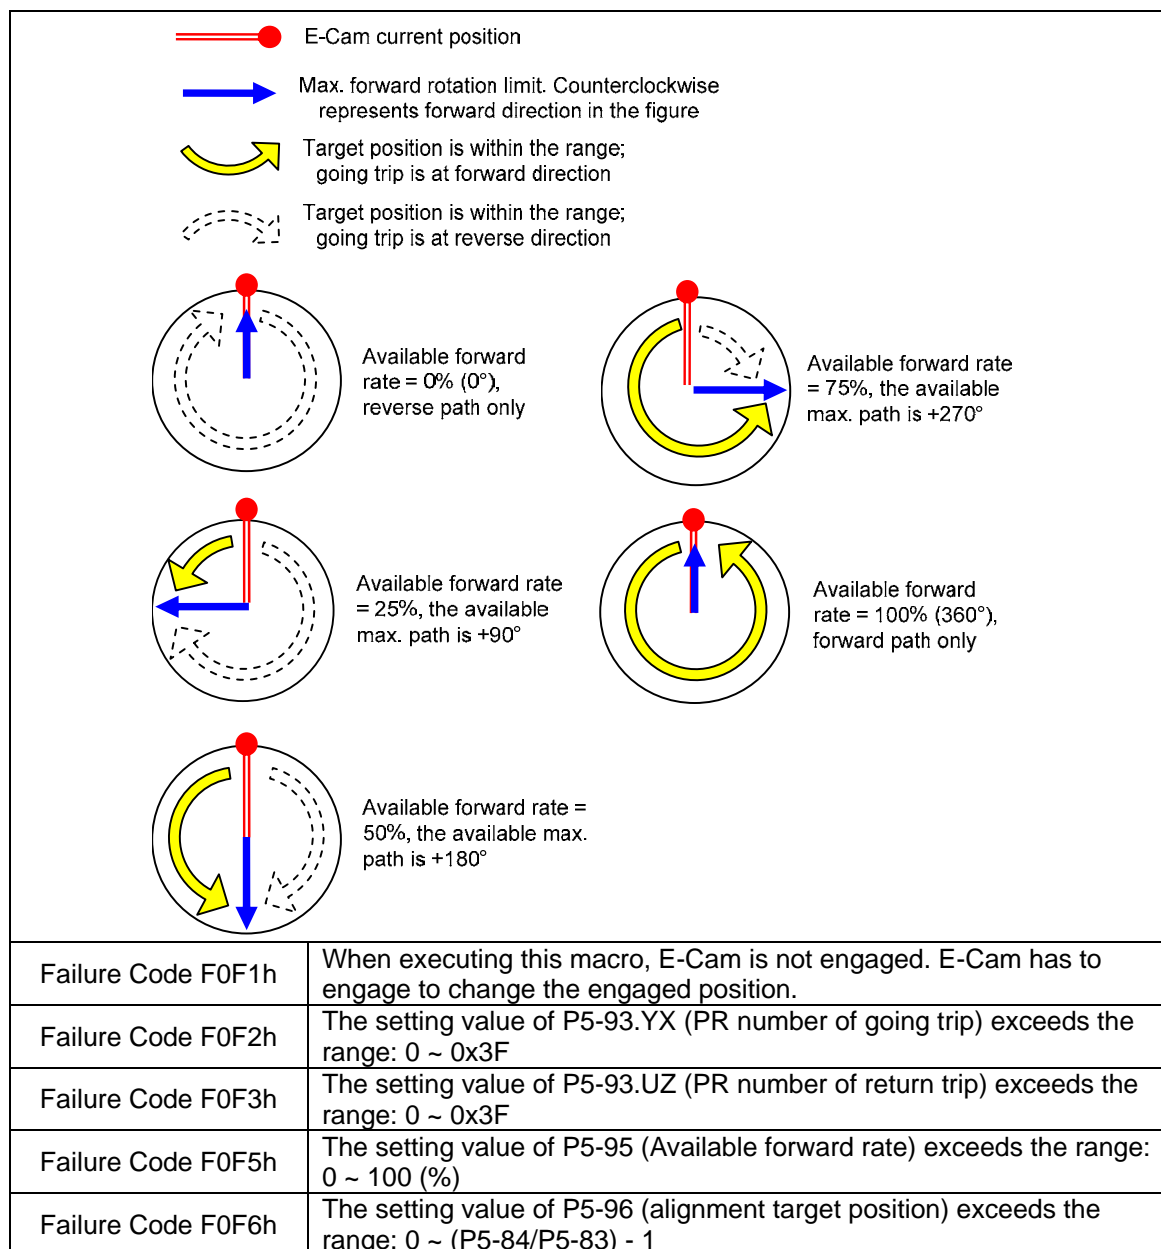 E-Cam current position
Max. forward rotation limit. Counterclockwise
represents forward direction in the figure
Target position is within the range;
going trip is at forward direction
Target position is within the range;
going trip is at reverse direction
Available forward
rate = 0% (0°),
reverse path only
Available forward rate
= 75%, the available
max. path is +270°
Available forward rate
= 25%, the available
max. path is +90°
Available forward
rate = 100% (360°),
forward path only
Available forward rate =
50%, the available max.
path is +180°
Failure Code F0F1h
When executing this macro, E-Cam is not engaged. E-Cam has to
engage to change the engaged position.
Failure Code F0F2h
The setting value of P5-93.YX (PR number of going trip) exceeds the
range: 0 ~ 0x3F
Failure Code F0F3h
The setting value of P5-93.UZ (PR number of return trip) exceeds the
range: 0 ~ 0x3F
Failure Code F0F5h
The setting value of P5-95 (Available forward rate) exceeds the range:
0 ~ 100 (%)
Failure Code F0F6h
The setting value of P5-96 (alignment target position) exceeds the
range: 0 ~ (P5-84/P5-83) - 1